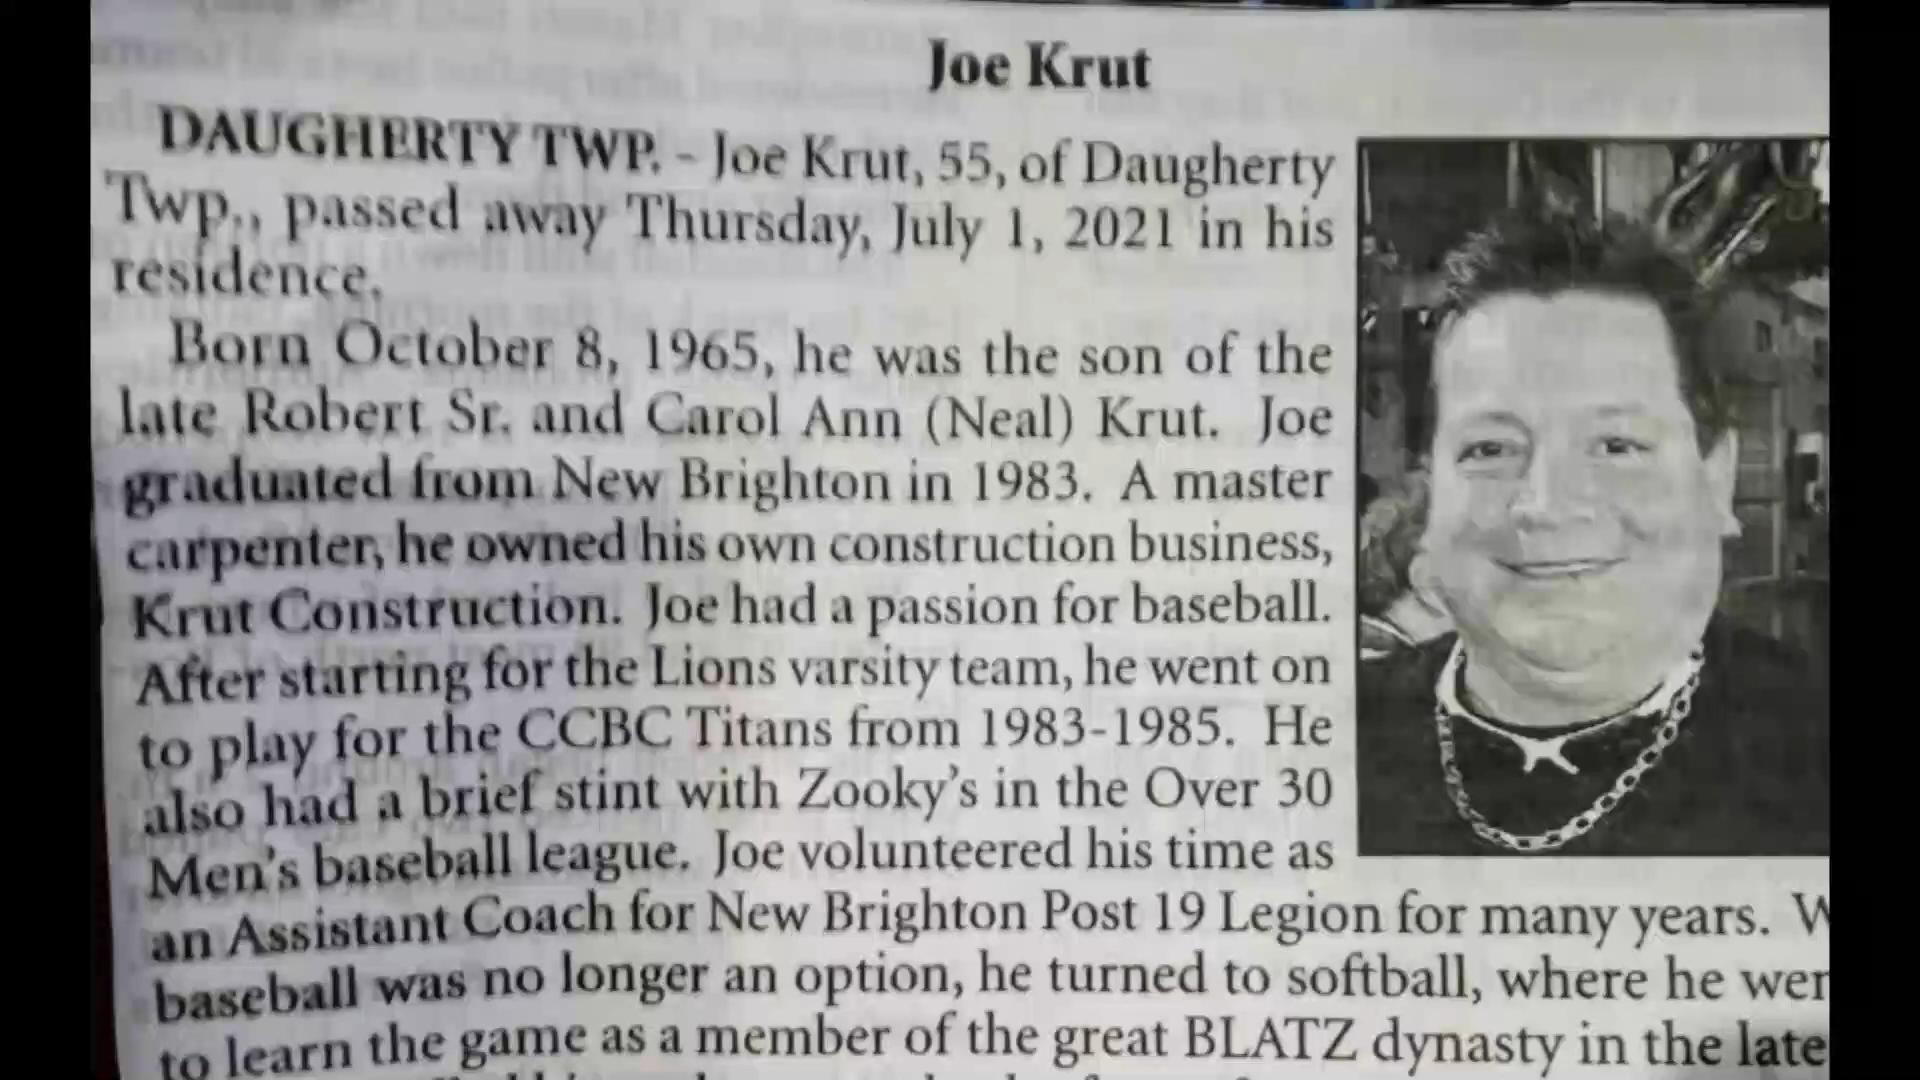 Joe Krut
DAUGHERTY TWP. - Joe Krut, 55, of Daugherty
Twp., passed away Thursday, July 1, 2021 in his
residence.
Born October 8, 1965, he was the son of the
late Robert Sr. and Carol Ann (Neal) Krut. Joe
graduated from New Brighton in 1983. A master
carpenter, he owned his own construction business,
Krut Construction. Joe had a passion for baseball.
After starting for the Lions varsity team, he went on
to play for the CCBC Titans from 1983-1985. He
also had a brief stint with Zooky's in the Over 30
Men's baseball league. Joe volunteered his time as
an Assistant Coach for New Brighton Post 19 Legion for many years.
baseball was no longer an option, he turned to softball, where he
to learn the game as a member of the great BLATZ dynasty in the late